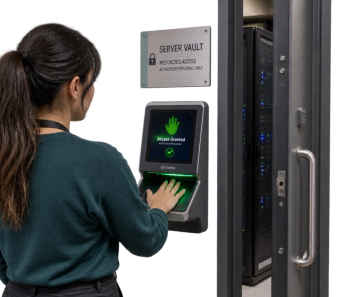 SERVER VAULT
RESTRICTED ACCESS
AUTHORIZED PERSONNEL ONLY
Access Granted